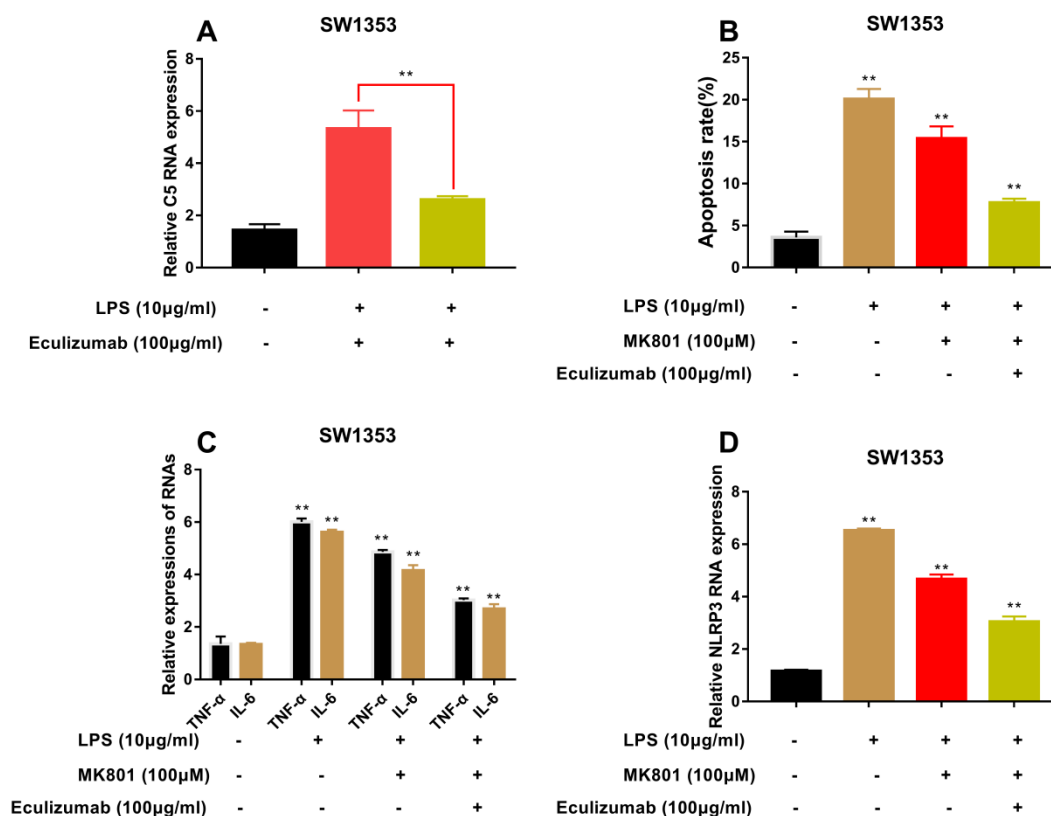 A
SW1353
Relative C5 RNA expression
8
6
4
2
0
**
LPS (10µg/ml) - + +
Eculizumab (100µg/ml) - + +
B
SW1353
Apoptosis rate(%)
25
20
15
10
5
0
** ** **
LPS (10µg/ml) - + + +
MK801 (100µM) - - + +
Eculizumab (100µg/ml) - - - +
C
SW1353
Relative expressions of RNAs
8
6
4
2
0
** ** ** ** ** **
TNF-α IL-6 TNF-α IL-6 TNF-α IL-6 TNF-α IL-6
LPS (10µg/ml) - + + +
MK801 (100µM) - - + +
Eculizumab (100µg/ml) - - - +
D
SW1353
Relative NLRP3 RNA expression
8
6
4
2
0
** ** **
LPS (10µg/ml) - + + +
MK801 (100µM) - - + +
Eculizumab (100µg/ml) - - - +